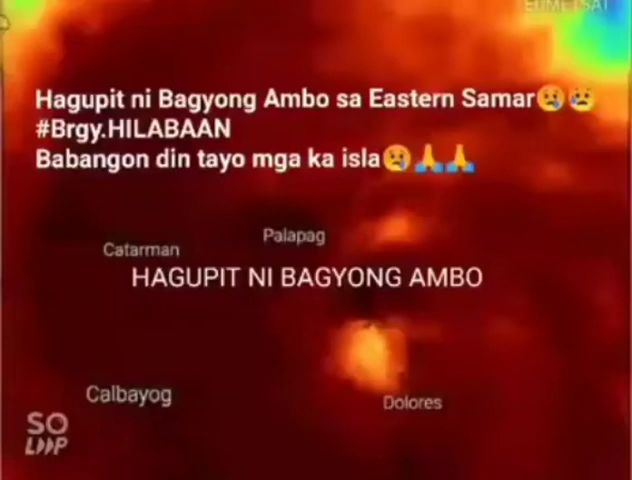 EUMETSAT
Hagupit ni Bagyong Ambo sa Eastern Samar😢😢
#Brgy.HILABAAN
Babangon din tayo mga ka isla😢🙏🙏
Palapag
Catarman
HAGUPIT NI BAGYONG AMBO
Calbayog
Dolores
SO
LOOP